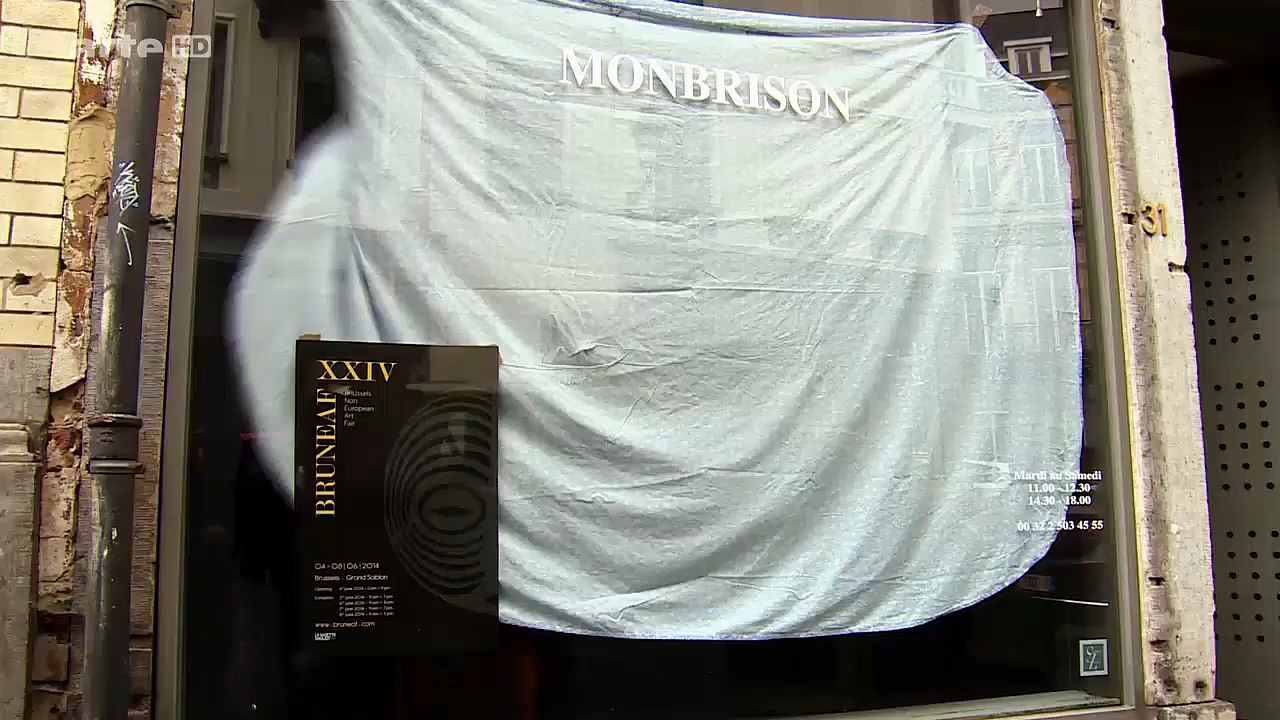 arte HD
MONBRISON
31
XXIV
BRUNEAF
Brussels
Non
European
Art
Fair
Mardi au Samedi
11.00 - 12.30
14.30 - 18.00
00 32 2 503 45 55
04 - 08 | 06 | 2014
Brussels - Grand Sablon
www.bruneaf.com